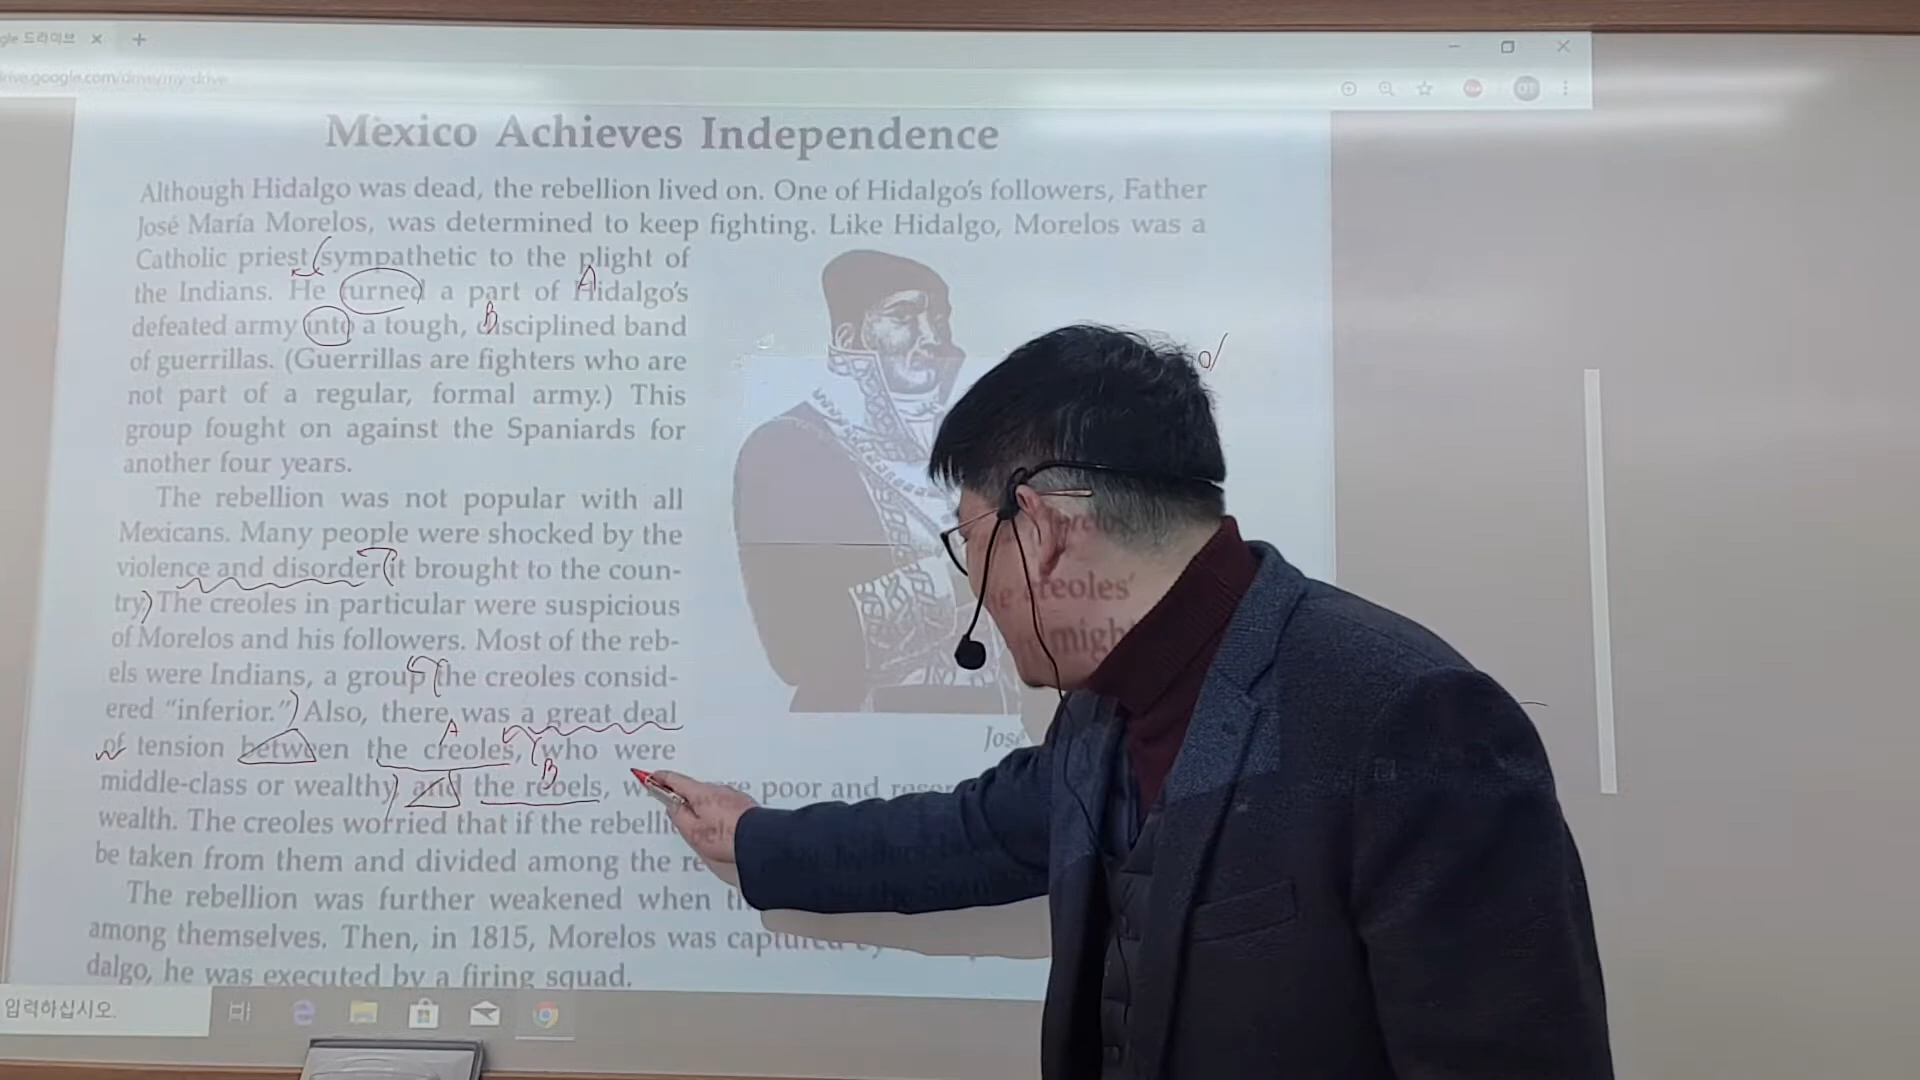 gle 드라이브
rive.google.com/drive/my-drive
Mexico Achieves Independence
Although Hidalgo was dead, the rebellion lived on. One of Hidalgo's followers, Father
José María Morelos, was determined to keep fighting. Like Hidalgo, Morelos was a
Catholic priest sympathetic to the plight of
the Indians. He turned a part of Hidalgo's
defeated army into a tough, disciplined band
of guerrillas. (Guerrillas are fighters who are
not part of a regular, formal army.) This
group fought on against the Spaniards for
another four years.
The rebellion was not popular with all
Mexicans. Many people were shocked by the
violence and disorder it brought to the coun-
try. The creoles in particular were suspicious
of Morelos and his followers. Most of the reb-
els were Indians, a group the creoles consid-
ered "inferior." Also, there was a great deal
of tension between the creoles, who were
middle-class or wealthy, and the rebels, were poor and
wealth. The creoles worried that if the
be taken from them and divided among the
The rebellion was further weakened when
among themselves. Then, in 1815, Morelos was captured
dalgo, he was executed by a firing squad.
José
Morelos
creoles'
might
A
B
A
B
입력하십시오.